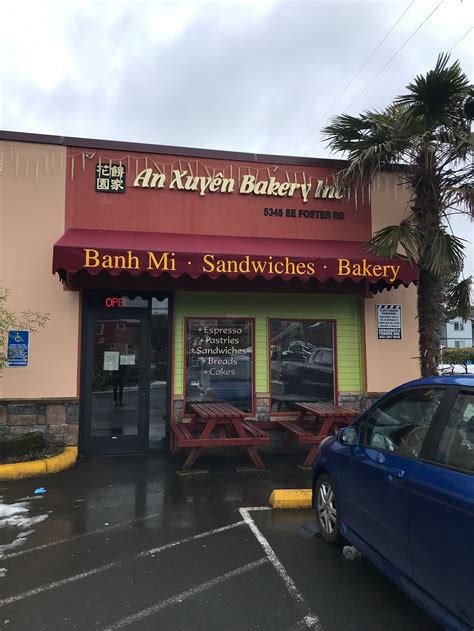 花餅
園家
An Xuyên Bakery Inc
5345 SE FOSTER RD
Banh Mi · Sandwiches · Bakery
OPEN
• Espresso
• Pastries
• Sandwiches
• Breads
• Cakes